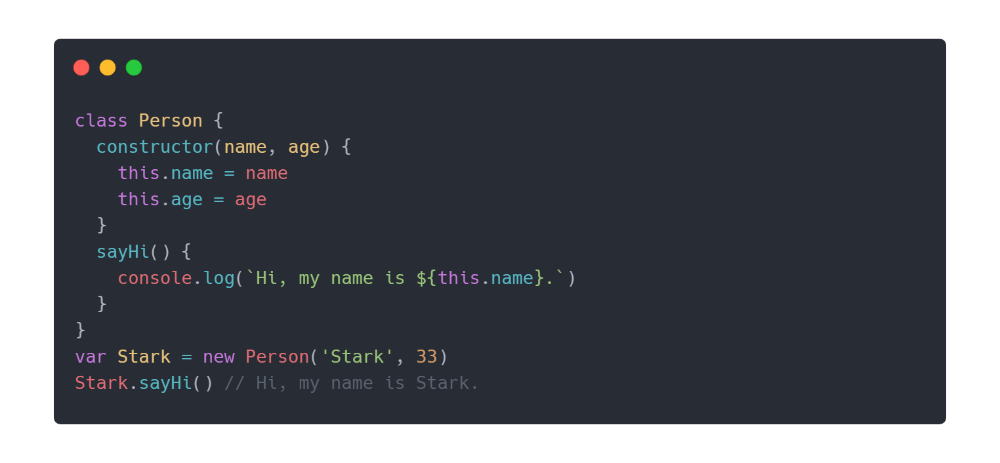 class Person {
  constructor(name, age) {
    this.name = name
    this.age = age
  }
  sayHi() {
    console.log(`Hi, my name is ${this.name}.`)
  }
}
var Stark = new Person('Stark', 33)
Stark.sayHi() // Hi, my name is Stark.